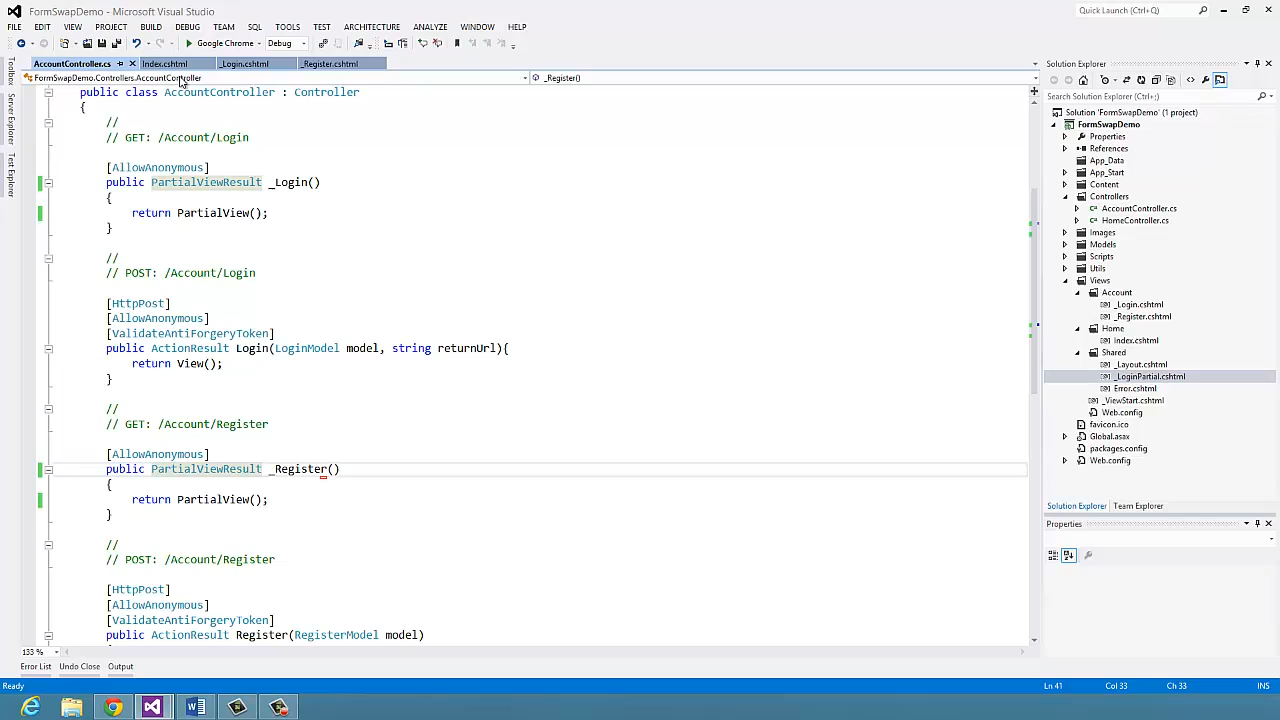 FormSwapDemo - Microsoft Visual Studio
Quick Launch (Ctrl+Q)
FILE EDIT VIEW PROJECT BUILD DEBUG TEAM SQL TOOLS TEST ARCHITECTURE ANALYZE WINDOW HELP
Google Chrome Debug
AccountController.cs Index.cshtml _Login.cshtml _Register.cshtml
FormSwapDemo.Controllers.AccountController _Register()
Toolbox
Server Explorer
Test Explorer
public class AccountController : Controller
{
//
// GET: /Account/Login
[AllowAnonymous]
public PartialViewResult _Login()
{
return PartialView();
}
//
// POST: /Account/Login
[HttpPost]
[AllowAnonymous]
[ValidateAntiForgeryToken]
public ActionResult Login(LoginModel model, string returnUrl){
return View();
}
//
// GET: /Account/Register
[AllowAnonymous]
public PartialViewResult _Register()
{
return PartialView();
}
//
// POST: /Account/Register
[HttpPost]
[AllowAnonymous]
[ValidateAntiForgeryToken]
public ActionResult Register(RegisterModel model)
133 %
Error List Undo Close Output
Solution Explorer
Search Solution Explorer (Ctrl+;)
Solution 'FormSwapDemo' (1 project)
FormSwapDemo
Properties
References
App_Data
App_Start
Content
Controllers
AccountController.cs
HomeController.cs
Images
Models
Scripts
Utils
Views
Account
_Login.cshtml
_Register.cshtml
Home
Index.cshtml
Shared
_Layout.cshtml
_LoginPartial.cshtml
Error.cshtml
_ViewStart.cshtml
Web.config
favicon.ico
Global.asax
packages.config
Web.config
Solution Explorer Team Explorer
Properties
Ready Ln 41 Col 33 Ch 33 INS